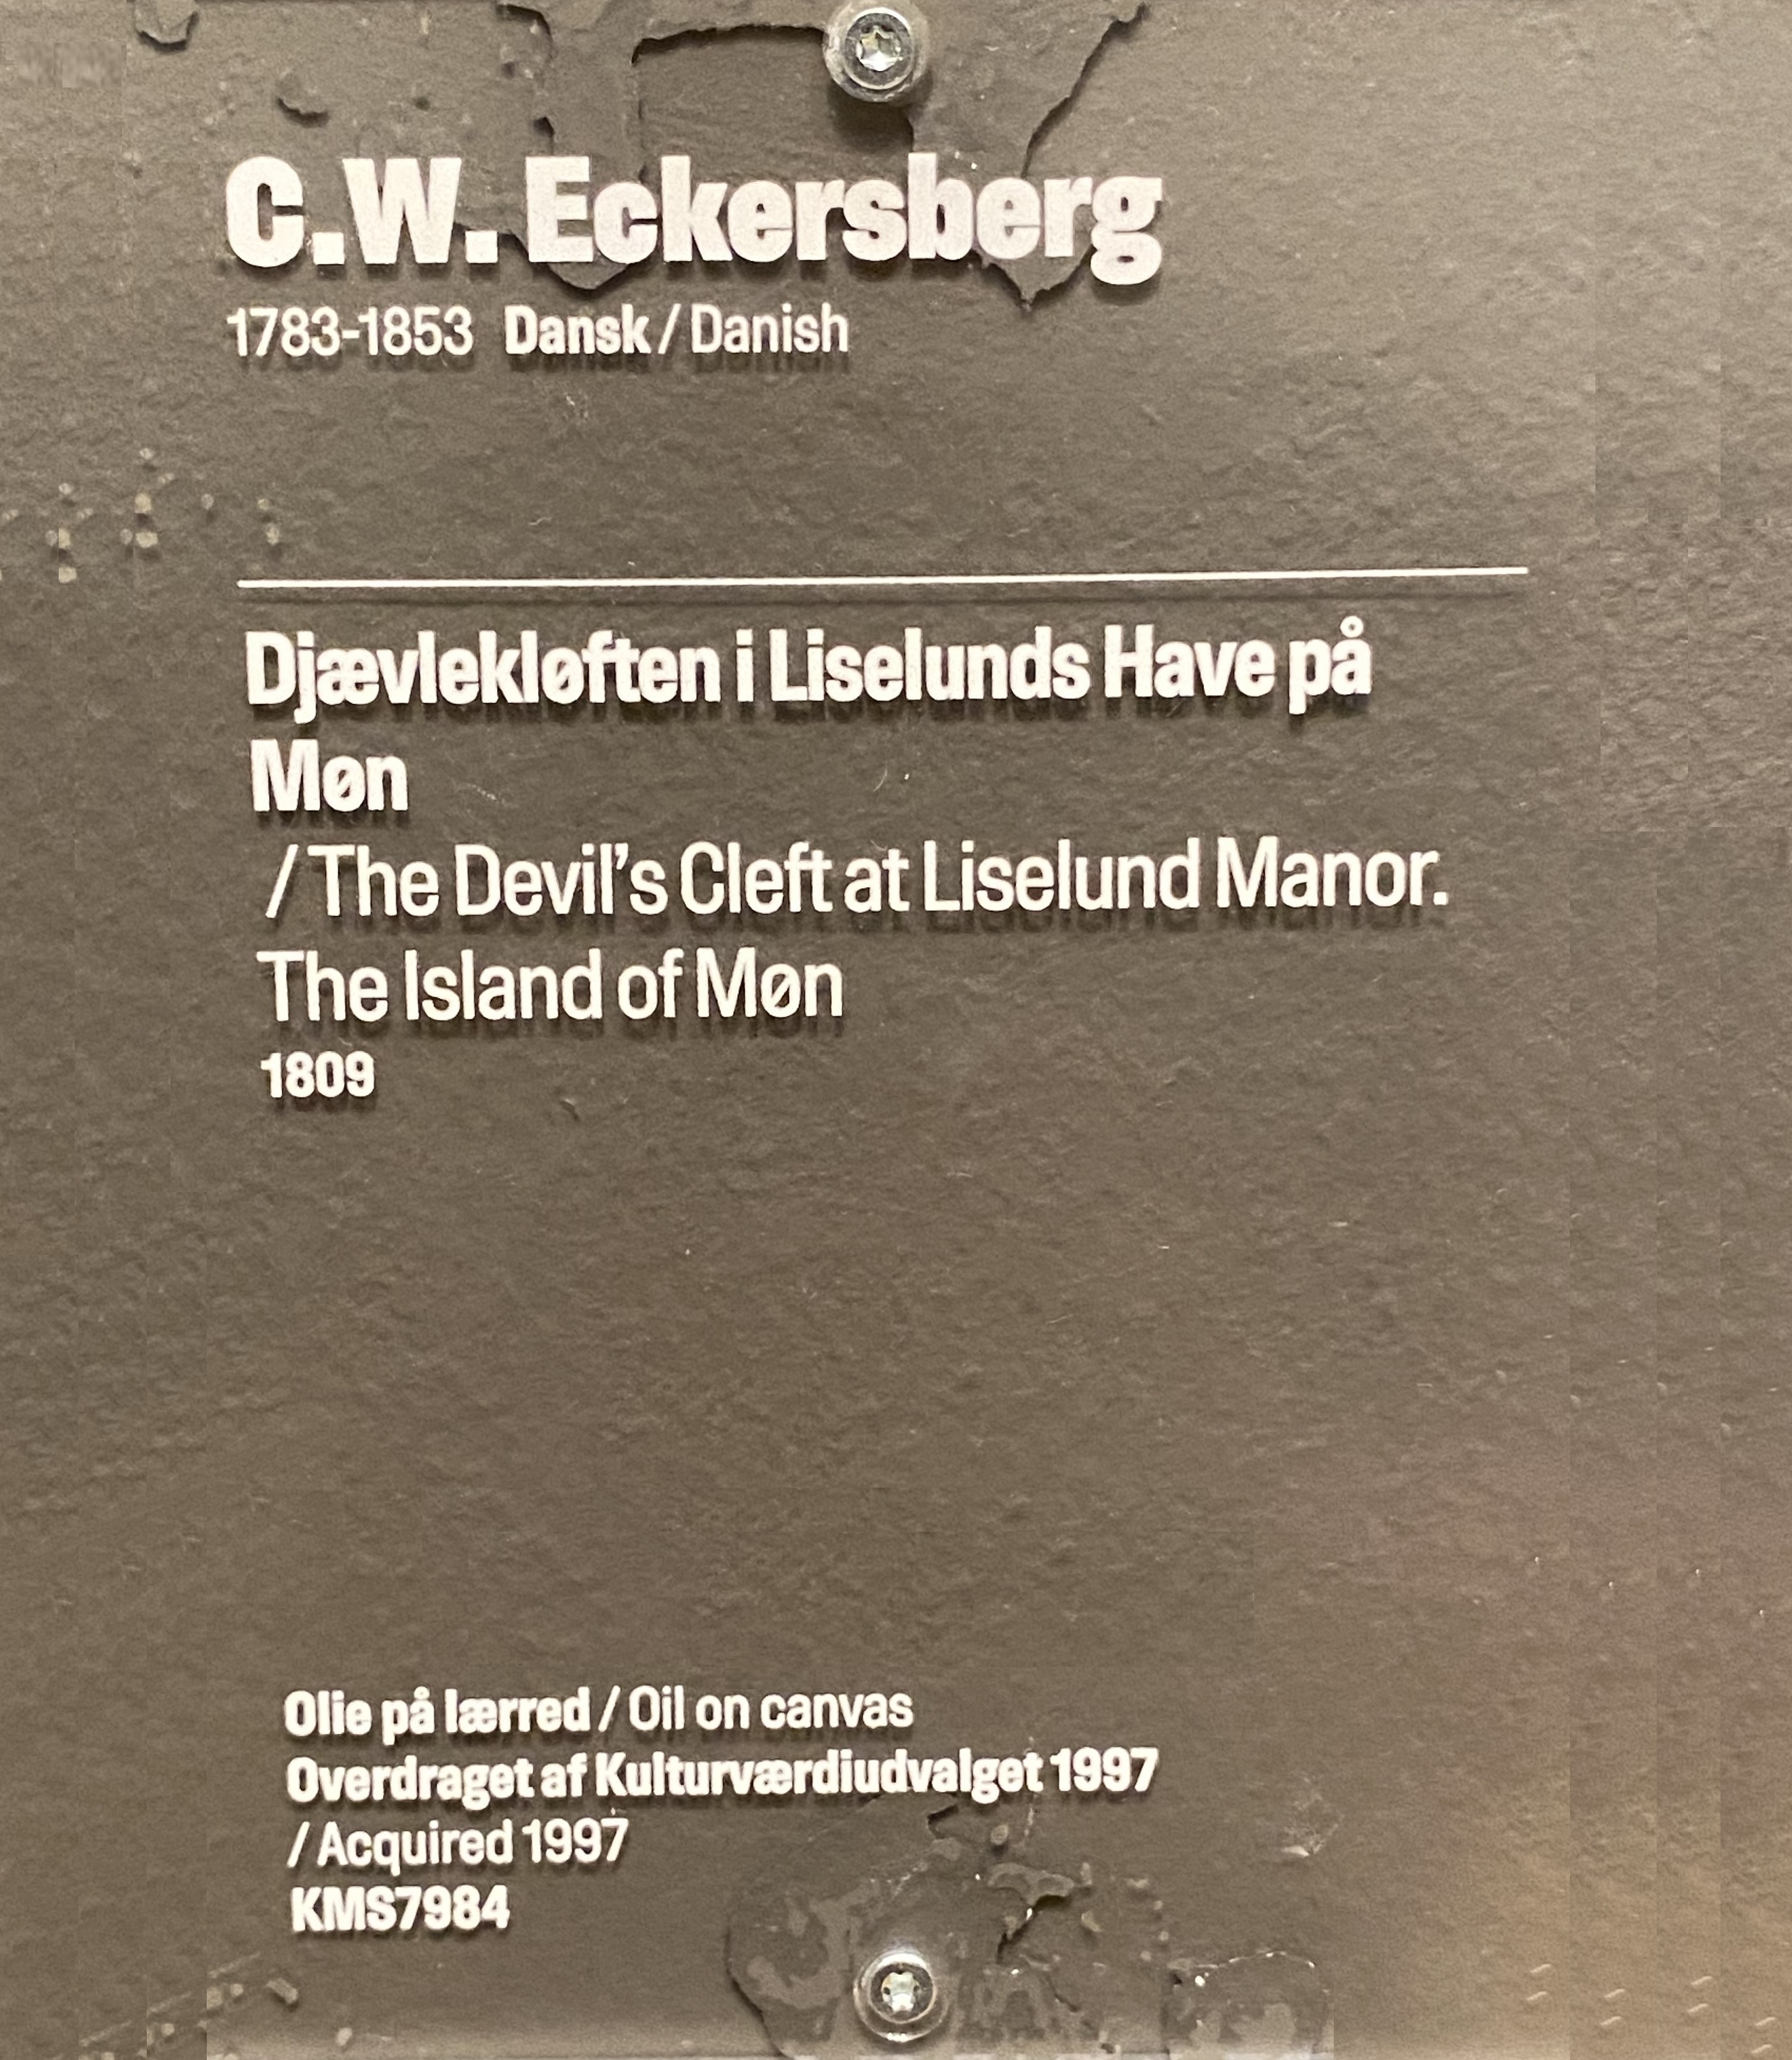 C.W. Eckersberg
1783-1853 Dansk / Danish
Djævlekløften i Liselunds Have på
Møn
/ The Devil's Cleft at Liselund Manor.
The Island of Møn
1809
Olie på lærred / Oil on canvas
Overdraget af Kulturværdiudvalget 1997
/ Acquired 1997
KMS7984